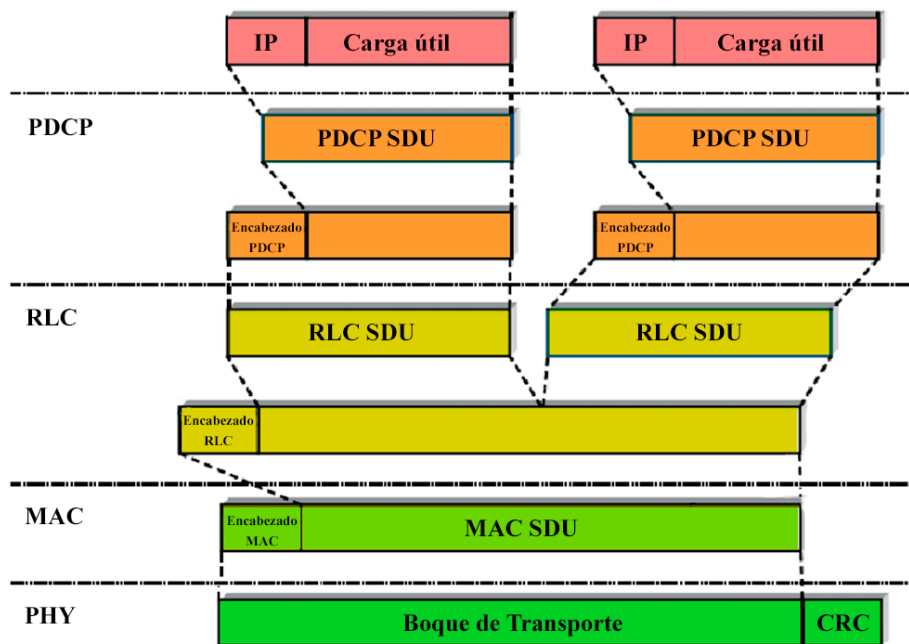 IP Carga útil IP Carga útil
PDCP
PDCP SDU PDCP SDU
Encabezado
PDCP
Encabezado
PDCP
RLC
RLC SDU RLC SDU
Encabezado
RLC
MAC
Encabezado
MAC
MAC SDU
PHY
Boque de Transporte CRC